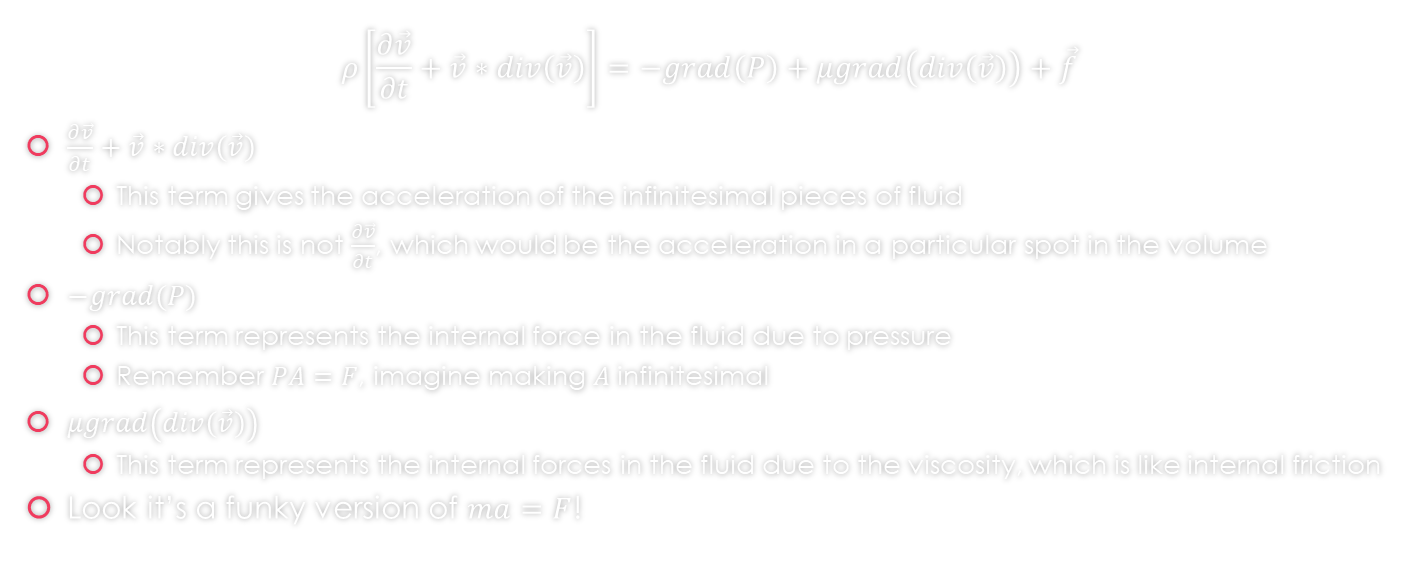 ρ[∂v⃗/∂t + v⃗ * div(v⃗)] = −grad(P) + μgrad(div(v⃗)) + f⃗
∂v⃗/∂t + v⃗ * div(v⃗)
This term gives the acceleration of the infinitesimal pieces of fluid
Notably this is not ∂v⃗/∂t, which would be the acceleration in a particular spot in the volume
−grad(P)
This term represents the internal force in the fluid due to pressure
Remember PA = F, imagine making A infinitesimal
μgrad(div(v⃗))
This term represents the internal forces in the fluid due to the viscosity, which is like internal friction
Look it's a funky version of ma = F!